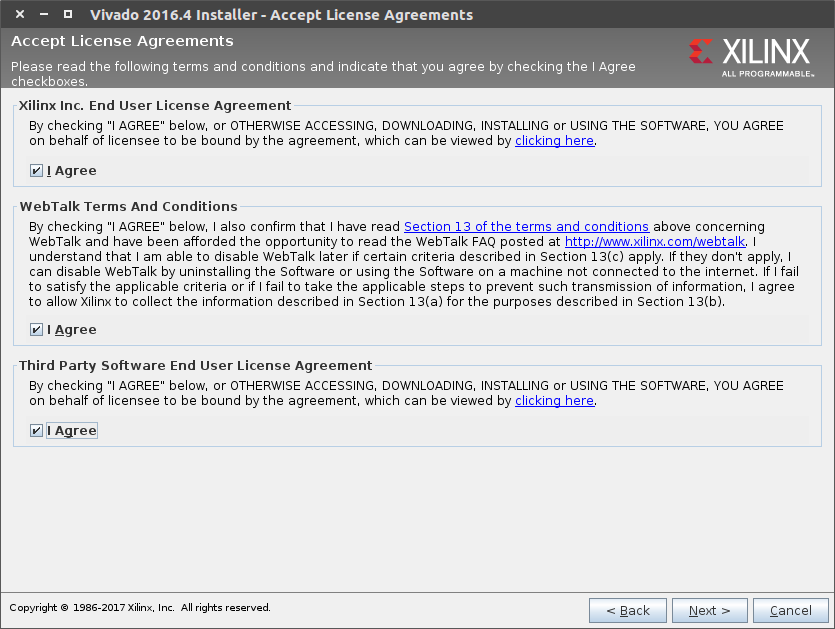 Vivado 2016.4 Installer - Accept License Agreements
Accept License Agreements
Please read the following terms and conditions and indicate that you agree by checking the I Agree
checkboxes.
XILINX
ALL PROGRAMMABLE™
Xilinx Inc. End User License Agreement
By checking "I AGREE" below, or OTHERWISE ACCESSING, DOWNLOADING, INSTALLING or USING THE SOFTWARE, YOU AGREE
on behalf of licensee to be bound by the agreement, which can be viewed by clicking here.
I Agree
WebTalk Terms And Conditions
By checking "I AGREE" below, I also confirm that I have read Section 13 of the terms and conditions above concerning
WebTalk and have been afforded the opportunity to read the WebTalk FAQ posted at http://www.xilinx.com/webtalk. I
understand that I am able to disable WebTalk later if certain criteria described in Section 13(c) apply. If they don't apply, I
can disable WebTalk by uninstalling the Software or using the Software on a machine not connected to the internet. If I fail
to satisfy the applicable criteria or if I fail to take the applicable steps to prevent such transmission of information, I agree
to allow Xilinx to collect the information described in Section 13(a) for the purposes described in Section 13(b).
I Agree
Third Party Software End User License Agreement
By checking "I AGREE" below, or OTHERWISE ACCESSING, DOWNLOADING, INSTALLING or USING THE SOFTWARE, YOU AGREE
on behalf of licensee to be bound by the agreement, which can be viewed by clicking here.
I Agree
Copyright © 1986-2017 Xilinx, Inc. All rights reserved.
< Back
Next >
Cancel